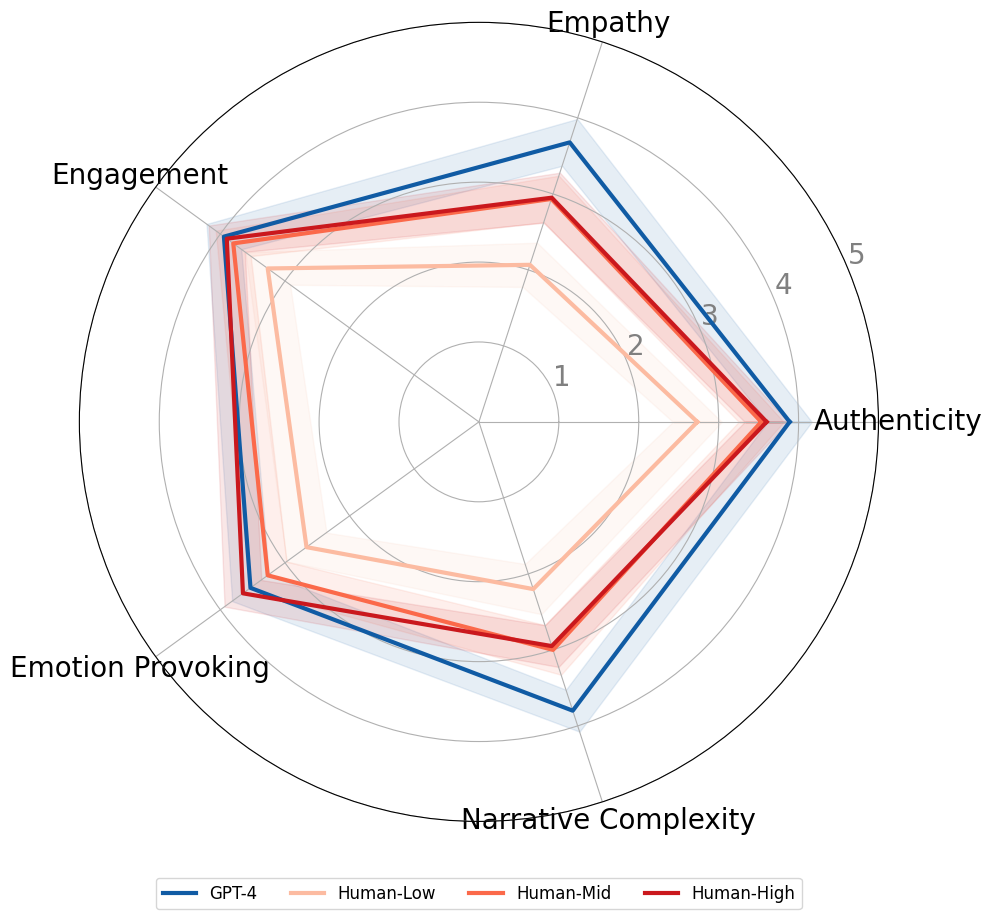 Empathy
Engagement
5
4
3
2
1
Authenticity
Emotion Provoking
Narrative Complexity
GPT-4 Human-Low Human-Mid Human-High